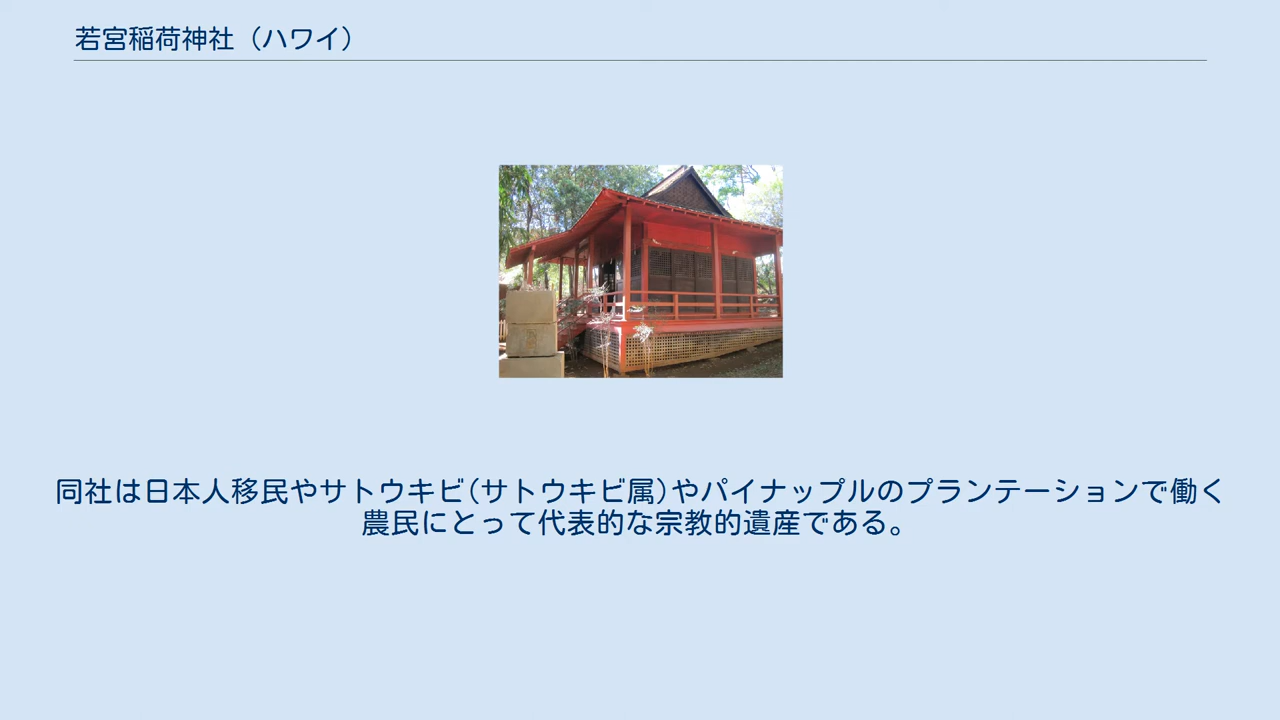 若宮稲荷神社（ハワイ）
同社は日本人移民やサトウキビ(サトウキビ属)やパイナップルのプランテーションで働く
農民にとって代表的な宗教的遺産である。